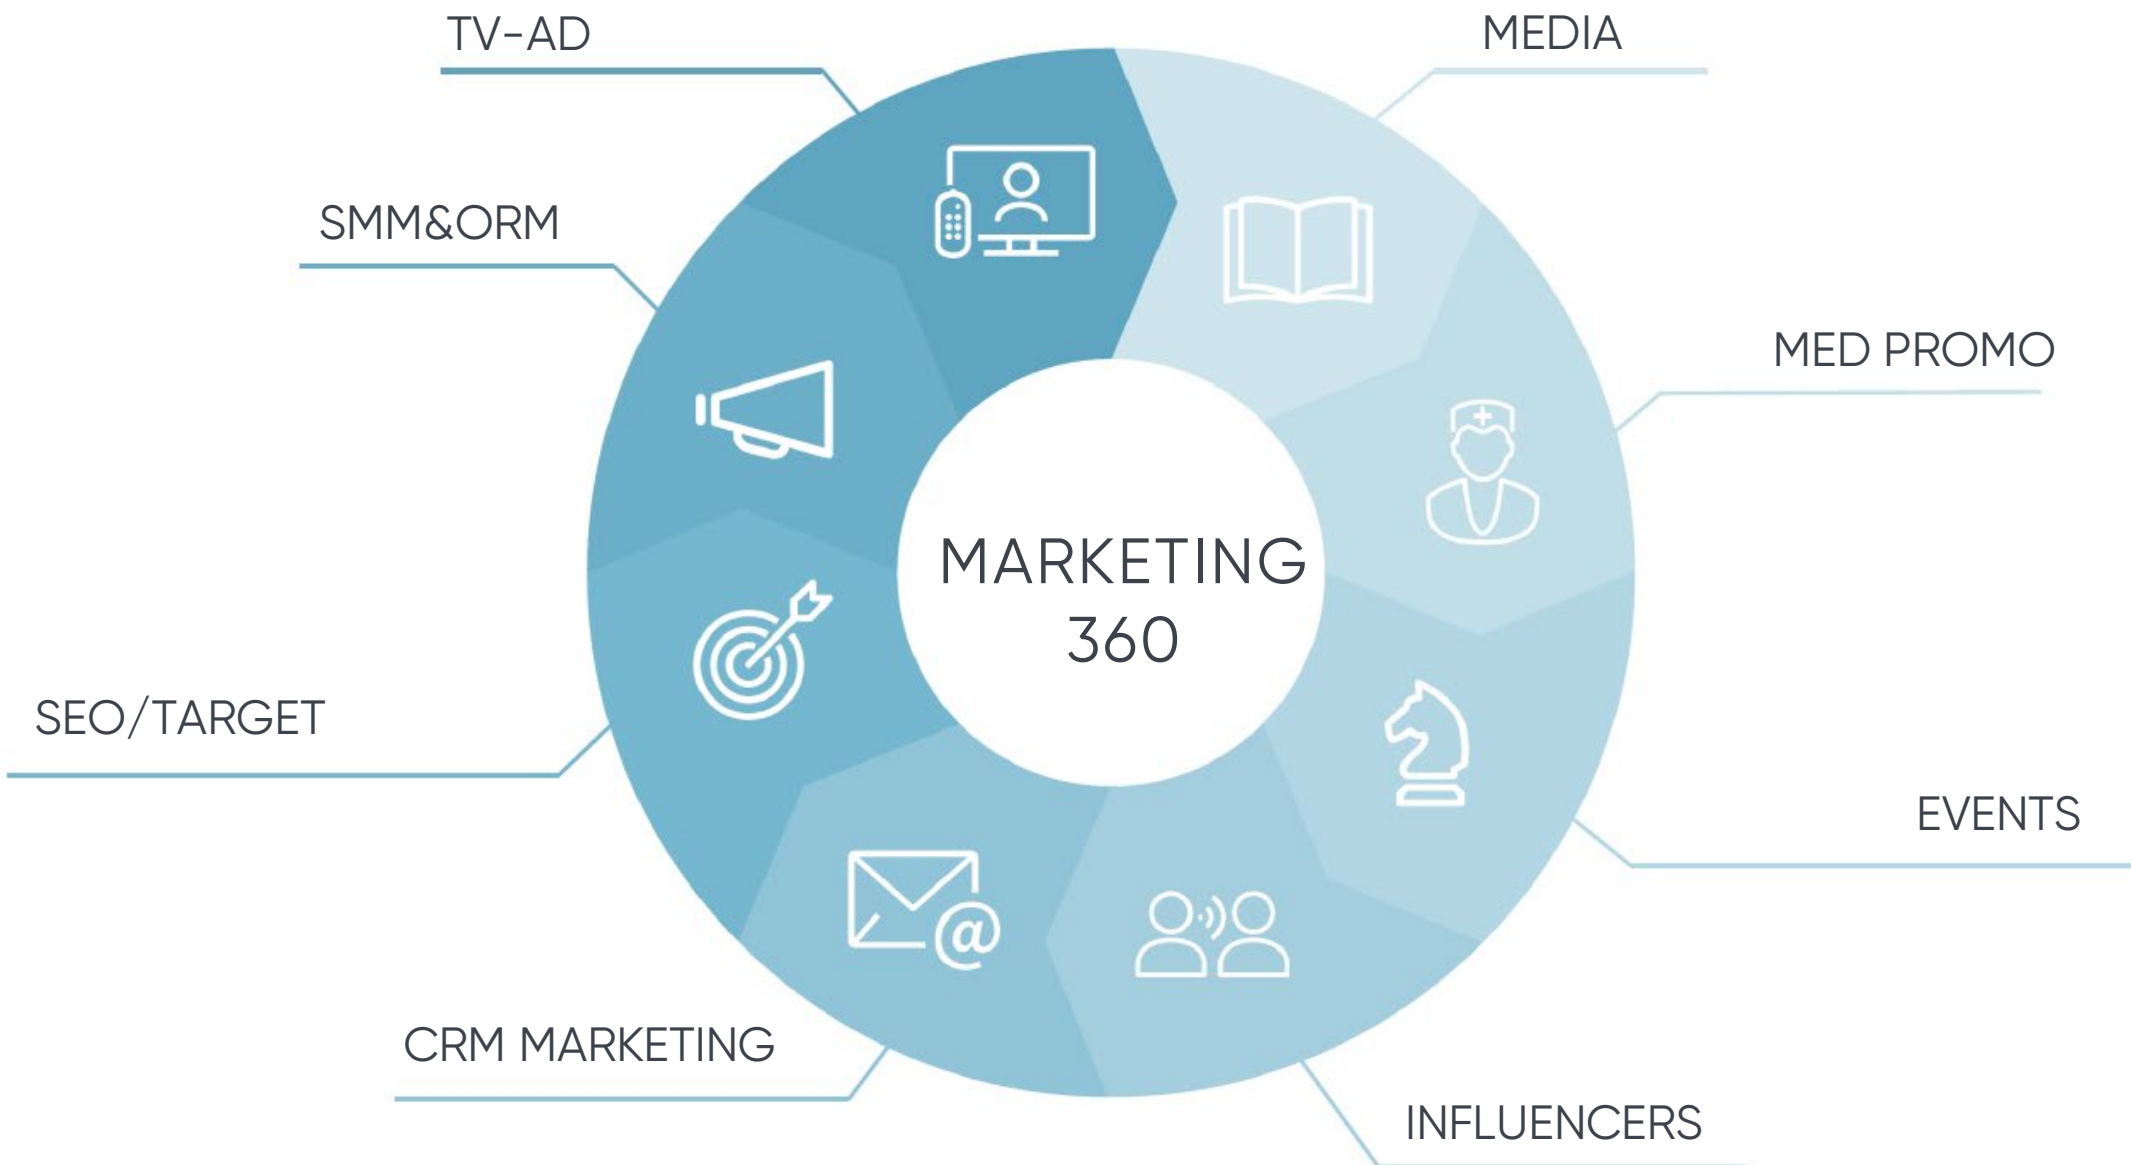 TV-AD
MEDIA
SMM&ORM
MED PROMO
MARKETING
360
SEO/TARGET
EVENTS
CRM MARKETING
INFLUENCERS